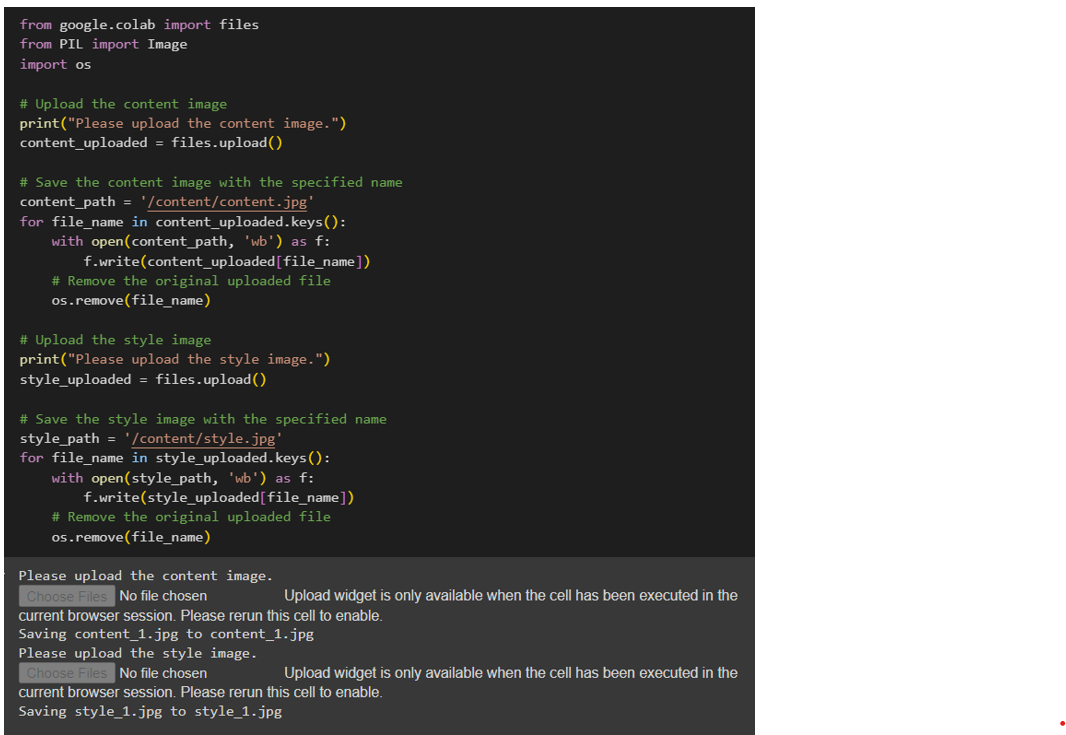 from google.colab import files
from PIL import Image
import os
# Upload the content image
print("Please upload the content image.")
content_uploaded = files.upload()
# Save the content image with the specified name
content_path = '/content/content.jpg'
for file_name in content_uploaded.keys():
    with open(content_path, 'wb') as f:
        f.write(content_uploaded[file_name])
    # Remove the original uploaded file
    os.remove(file_name)
# Upload the style image
print("Please upload the style image.")
style_uploaded = files.upload()
# Save the style image with the specified name
style_path = '/content/style.jpg'
for file_name in style_uploaded.keys():
    with open(style_path, 'wb') as f:
        f.write(style_uploaded[file_name])
    # Remove the original uploaded file
    os.remove(file_name)
Please upload the content image.
Choose Files No file chosen Upload widget is only available when the cell has been executed in the
current browser session. Please rerun this cell to enable.
Saving content_1.jpg to content_1.jpg
Please upload the style image.
Choose Files No file chosen Upload widget is only available when the cell has been executed in the
current browser session. Please rerun this cell to enable.
Saving style_1.jpg to style_1.jpg